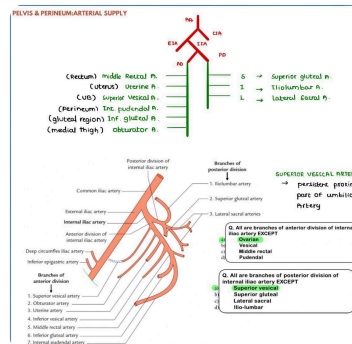 PELVIS & PERINEUM:ARTERIAL SUPPLY
CIA
EIA
IIA
AD
PD
(Rectum) Middle Rectal A.
(Uterus) Uterine A.
(UB) Superior Vesical A.
(Perineum) Int. pudendal A.
(gluteal region) Inf. gluteal A.
(medial thigh) Obturator A.
S → Superior gluteal A.
I → Iliolumbar A.
L → lateral sacral A.
Posterior division of
internal iliac artery
Common iliac artery
External iliac artery
Internal iliac artery
Anterior division of
internal iliac artery
Deep circumflex iliac artery
Inferior epigastric artery
Branches of
anterior division
1. Superior vesical artery
2. Obturator artery
3. Uterine artery
4. Inferior vesical artery
5. Middle rectal artery
6. Inferior gluteal artery
7. Internal pudendal artery
Branches of
posterior division
1. Iliolumbar artery
2. Superior gluteal artery
3. Lateral sacral arteries
SUPERIOR VESICAL ARTE
→ persistent
part of umbilic
Artery
Q. All are branches of anterior division of internal
iliac artery EXCEPT
Ovarian
Vesical
Middle rectal
Pudendal
Q. All are branches of posterior division of
internal iliac artery EXCEPT
Superior vesical
Superior gluteal
Lateral sacral
Ilio-lumbar